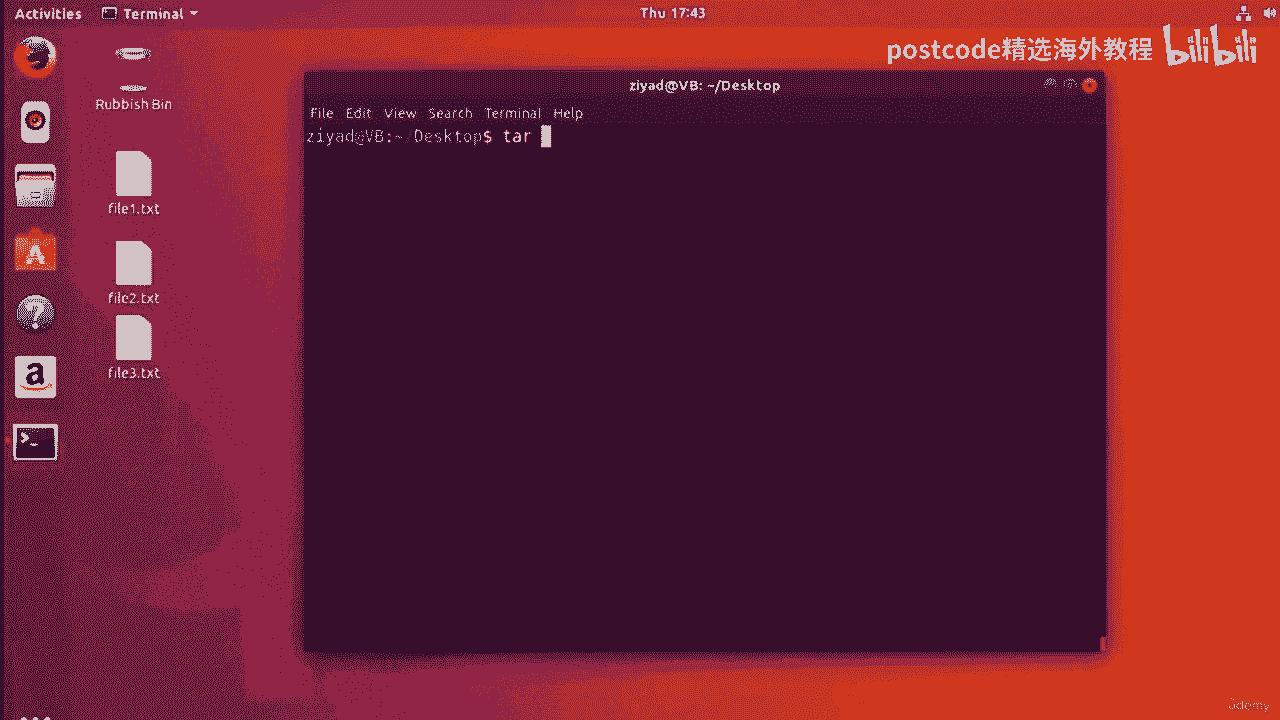 Activities Terminal Thu 17:43
postcode精选海外教程 bilibili
Rubbish Bin
file1.txt
file2.txt
file3.txt
ziyad@VB: ~/Desktop
File Edit View Search Terminal Help
ziyad@VB:~/Desktop$ tar
udemy